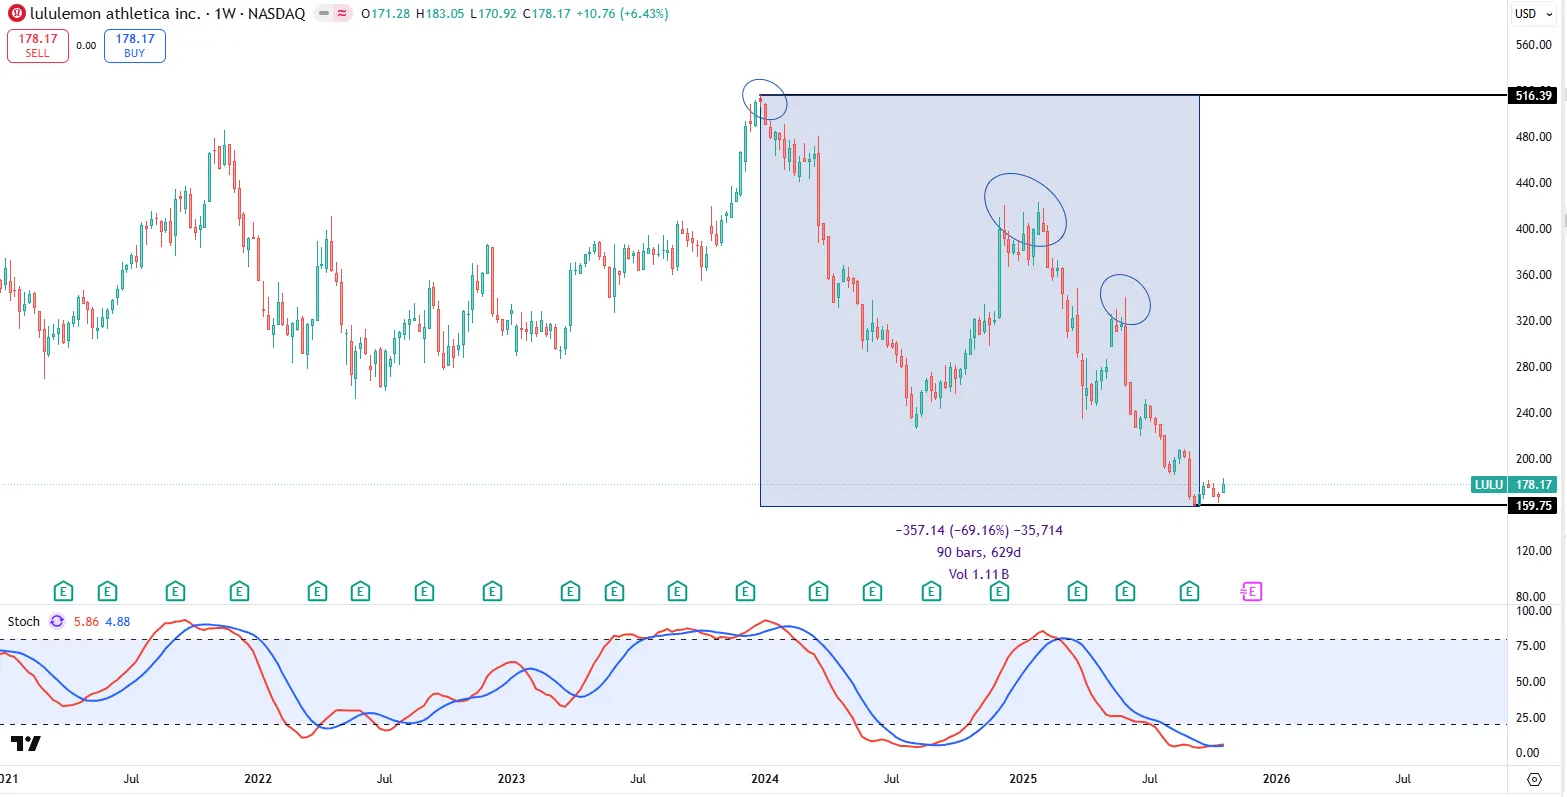 lululemon athletica inc. · 1W · NASDAQ O171.28 H183.05 L170.92 C178.17 +10.76 (+6.43%)
USD
178.17 SELL
0.00
178.17 BUY
560.00
516.39
480.00
440.00
400.00
360.00
320.00
280.00
240.00
200.00
LULU 178.17
159.75
120.00
80.00
−357.14 (−69.16%) −35,714
90 bars, 629d
Vol 1.11B
E E E E E E E E E E E E E E E E E E E
Stoch 5.86 4.88
100.00
75.00
50.00
25.00
0.00
021 Jul 2022 Jul 2023 Jul 2024 Jul 2025 Jul 2026 Jul